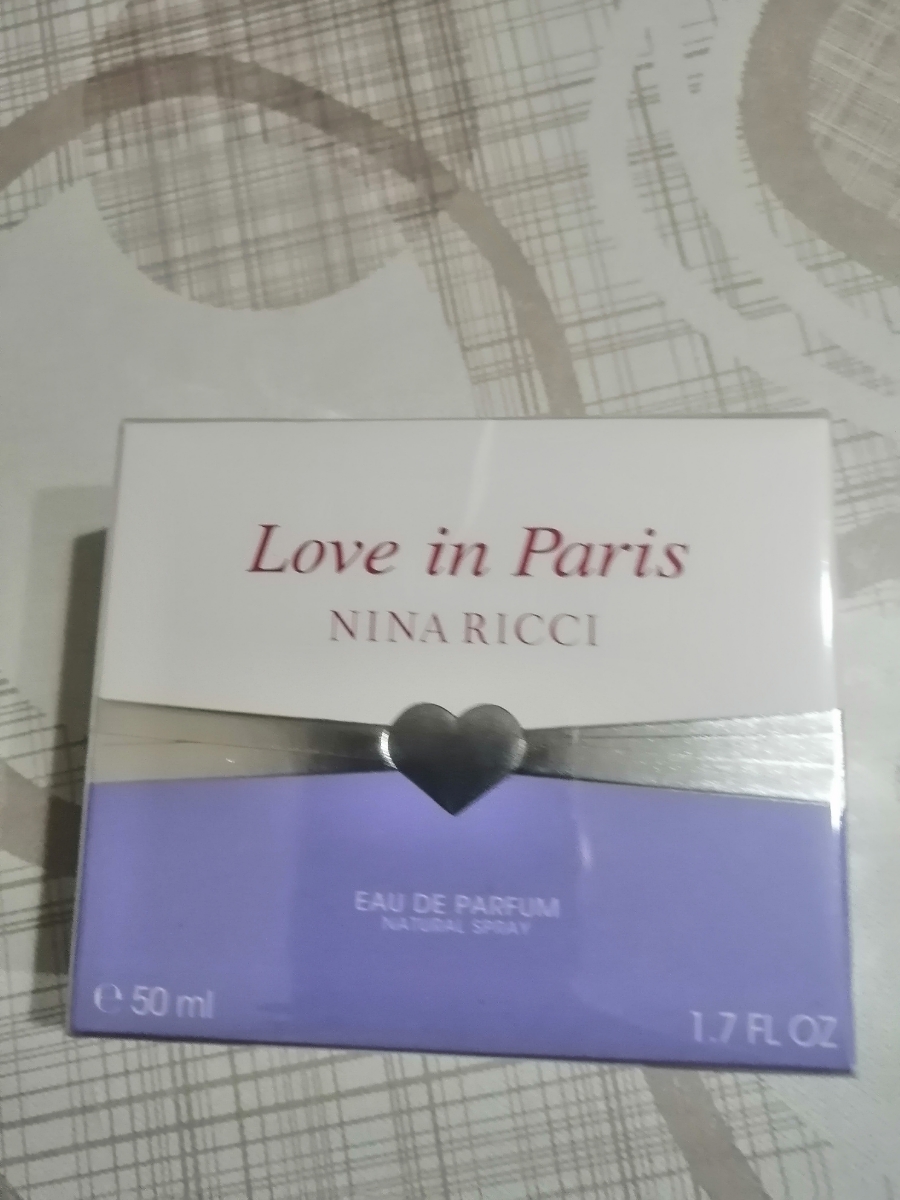 Love in Paris
NINA RICCI
EAU DE PARFUM
NATURAL SPRAY
℮ 50 ml
1.7 FL OZ